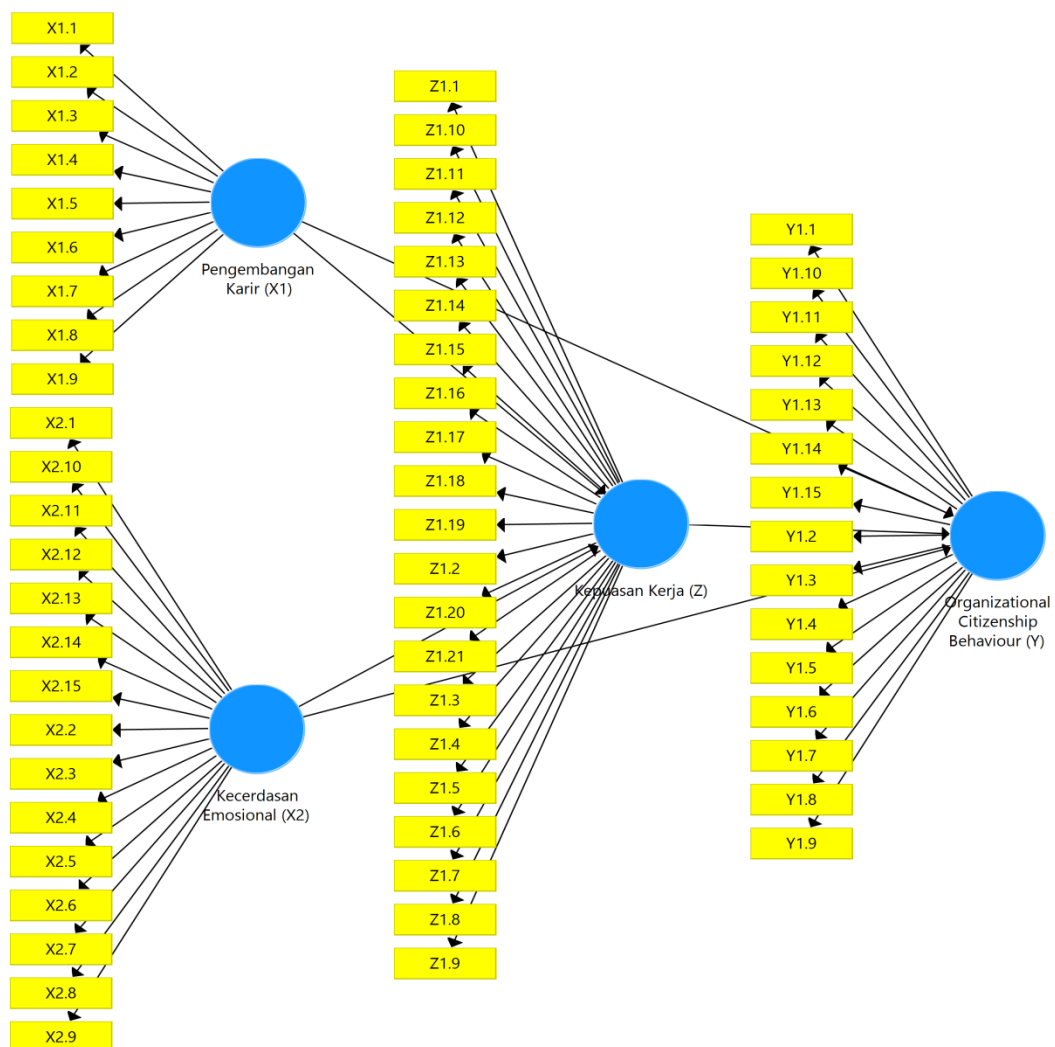 X1.1
X1.2
X1.3
X1.4
X1.5
X1.6
X1.7
X1.8
X1.9
Pengembangan
Karir (X1)
X2.1
X2.10
X2.11
X2.12
X2.13
X2.14
X2.15
X2.2
X2.3
X2.4
X2.5
X2.6
X2.7
X2.8
X2.9
Kecerdasan
Emosional (X2)
Z1.1
Z1.10
Z1.11
Z1.12
Z1.13
Z1.14
Z1.15
Z1.16
Z1.17
Z1.18
Z1.19
Z1.2
Z1.20
Z1.21
Z1.3
Z1.4
Z1.5
Z1.6
Z1.7
Z1.8
Z1.9
Kepuasan Kerja (Z)
Y1.1
Y1.10
Y1.11
Y1.12
Y1.13
Y1.14
Y1.15
Y1.2
Y1.3
Y1.4
Y1.5
Y1.6
Y1.7
Y1.8
Y1.9
Organizational
Citizenship
Behaviour (Y)